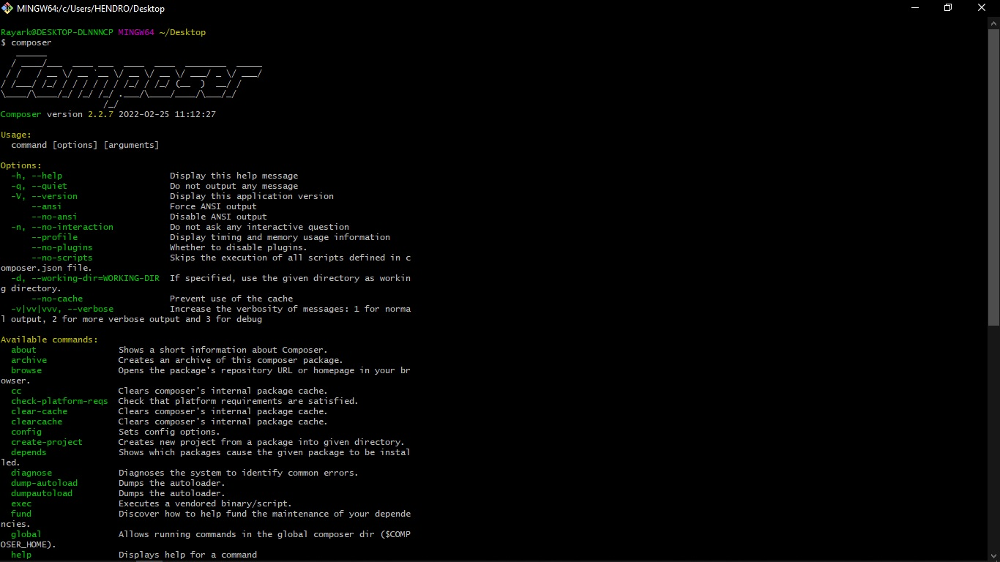 MINGW64:/c/Users/HENDRO/Desktop
Rayark@DESKTOP-DLNNNCP MINGW64 ~/Desktop
$ composer
   ______
  / ____/___  ____ ___  ____  ____  ________  _____
 / /   / __ \/ __ `__ \/ __ \/ __ \/ ___/ _ \/ ___/
/ /___/ /_/ / / / / / / /_/ / /_/ (__  )  __/ /
\____/\____/_/ /_/ /_/ .___/\____/____/\___/_/
                    /_/
Composer version 2.2.7 2022-02-25 11:12:27
Usage:
  command [options] [arguments]
Options:
  -h, --help                     Display this help message
  -q, --quiet                    Do not output any message
  -V, --version                  Display this application version
      --ansi                     Force ANSI output
      --no-ansi                  Disable ANSI output
  -n, --no-interaction           Do not ask any interactive question
      --profile                  Display timing and memory usage information
      --no-plugins               Whether to disable plugins.
      --no-scripts               Skips the execution of all scripts defined in c
omposer.json file.
  -d, --working-dir=WORKING-DIR  If specified, use the given directory as workin
g directory.
      --no-cache                 Prevent use of the cache
  -v|vv|vvv, --verbose           Increase the verbosity of messages: 1 for norma
l output, 2 for more verbose output and 3 for debug
Available commands:
  about                Shows a short information about Composer.
  archive              Creates an archive of this composer package.
  browse               Opens the package's repository URL or homepage in your br
owser.
  cc                   Clears composer's internal package cache.
  check-platform-reqs  Check that platform requirements are satisfied.
  clear-cache          Clears composer's internal package cache.
  clearcache           Clears composer's internal package cache.
  config               Sets config options.
  create-project       Creates new project from a package into given directory.
  depends              Shows which packages cause the given package to be instal
led.
  diagnose             Diagnoses the system to identify common errors.
  dump-autoload        Dumps the autoloader.
  dumpautoload         Dumps the autoloader.
  exec                 Executes a vendored binary/script.
  fund                 Discover how to help fund the maintenance of your depende
ncies.
  global               Allows running commands in the global composer dir ($COMP
OSER_HOME).
  help                 Displays help for a command